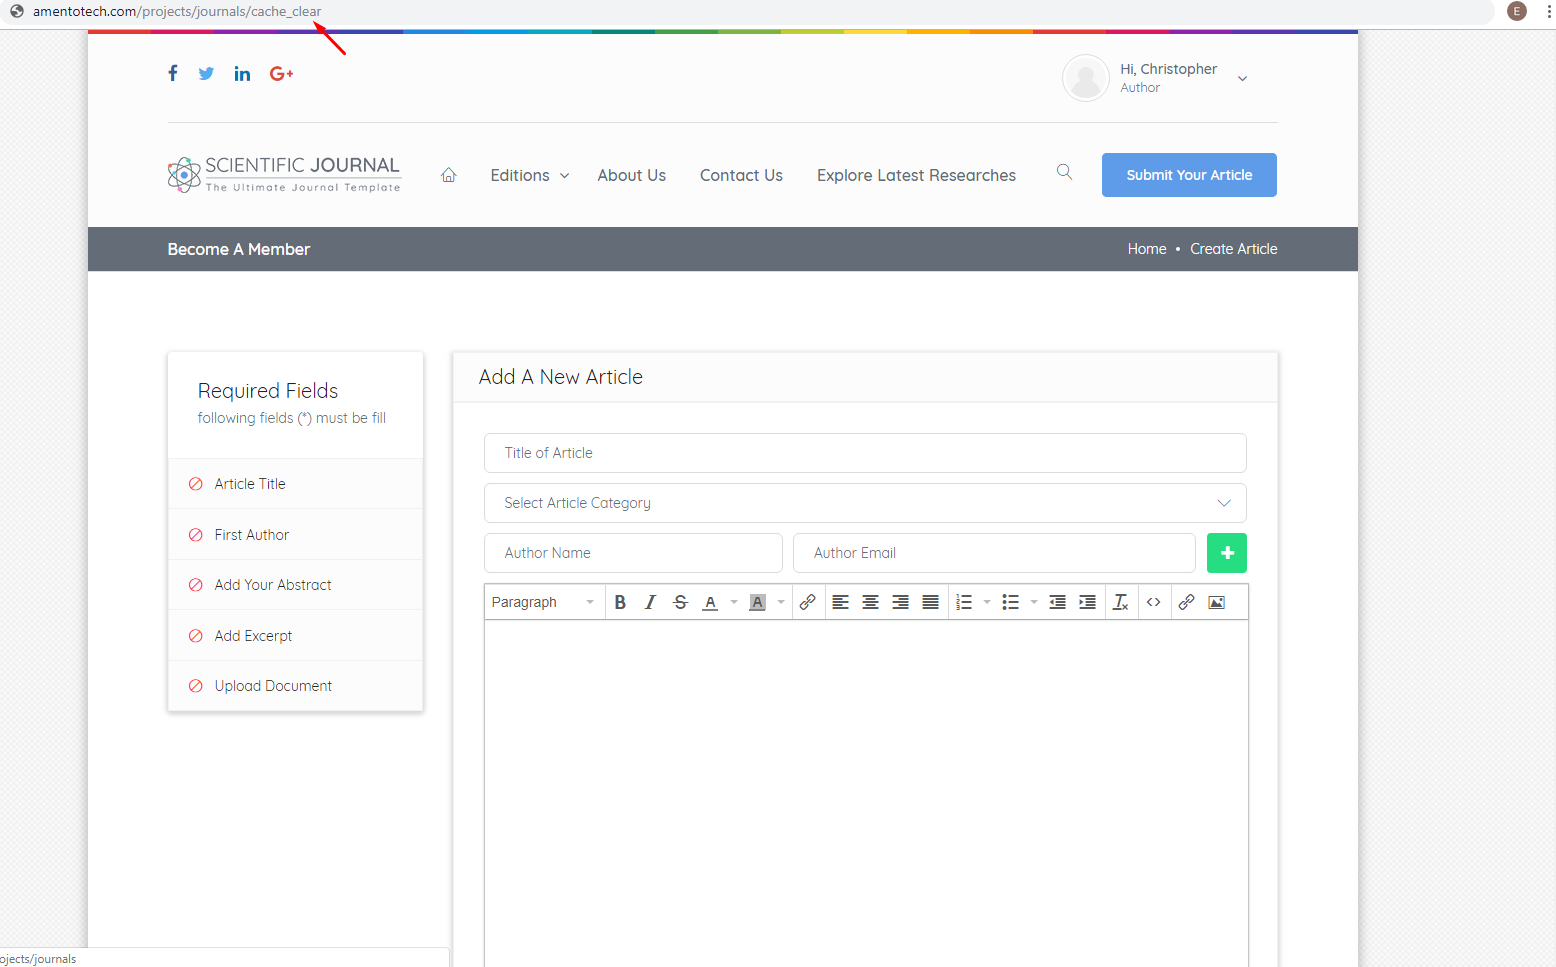 amentotech.com/projects/journals/cache_clear
E
Hi, Christopher
Author
SCIENTIFIC JOURNAL
The Ultimate Journal Template
Editions
About Us
Contact Us
Explore Latest Researches
Submit Your Article
Become A Member
Home • Create Article
Required Fields
following fields (*) must be fill
Article Title
First Author
Add Your Abstract
Add Excerpt
Upload Document
Add A New Article
Title of Article
Select Article Category
Author Name
Author Email
Paragraph
ojects/journals